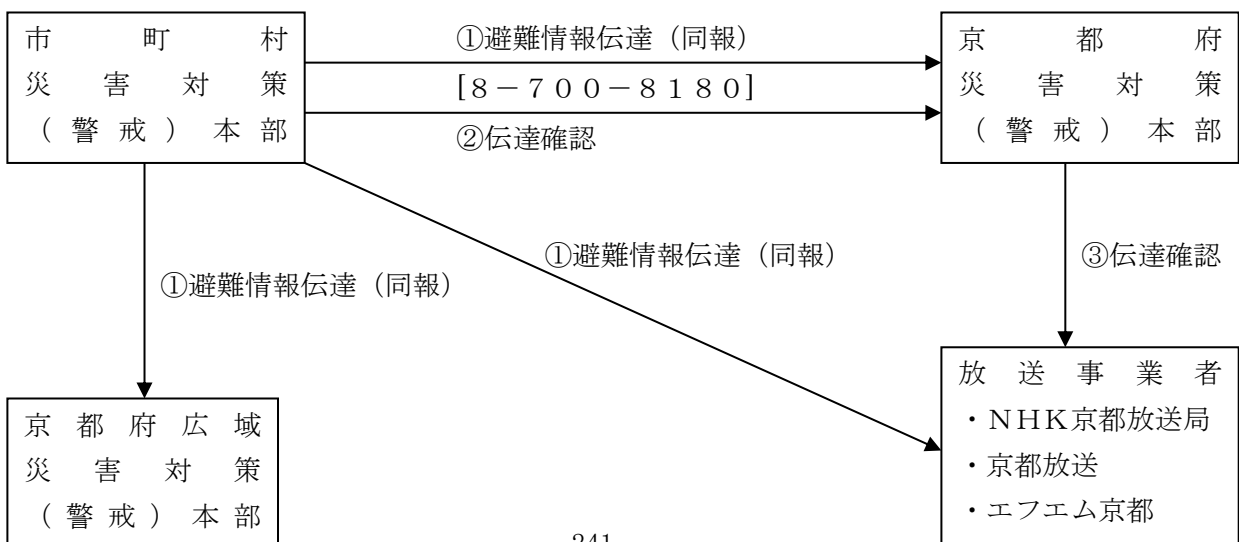 市町村
災害対策
（警戒）本部
①避難情報伝達（同報）
[８－７００－８１８０]
②伝達確認
京都府
災害対策
（警戒）本部
①避難情報伝達（同報）
①避難情報伝達（同報）
③伝達確認
京都府広域
災害対策
（警戒）本部
放送事業者
・ＮＨＫ京都放送局
・京都放送
・エフエム京都
241